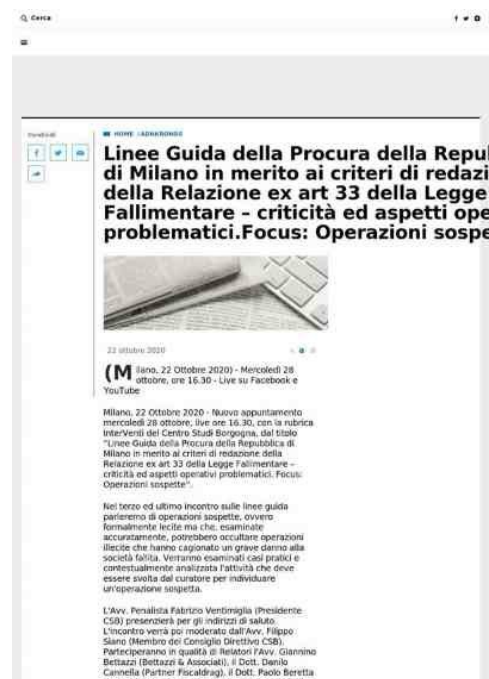 Cerca
Condividi
HOME . ADNKRONOS
Linee Guida della Procura della Repu
di Milano in merito ai criteri di redazi
della Relazione ex art 33 della Legge
Fallimentare – criticità ed aspetti ope
problematici.Focus: Operazioni sospe
22 ottobre 2020
(Milano, 22 Ottobre 2020) - Mercoledì 28
ottobre, ore 16.30 - Live su Facebook e
YouTube
Milano, 22 Ottobre 2020 - Nuovo appuntamento
mercoledì 28 ottobre, live ore 16.30, con la rubrica
InterVenti del Centro Studi Borgogna, dal titolo
"Linee Guida della Procura della Repubblica di
Milano in merito ai criteri di redazione della
Relazione ex art 33 della Legge Fallimentare –
criticità ed aspetti operativi problematici. Focus:
Operazioni sospette".
Nel terzo ed ultimo incontro sulle linee guida
parleremo di operazioni sospette, ovvero
formalmente lecite ma che, esaminate
accuratamente, potrebbero occultare operazioni
illecite che hanno cagionato un grave danno alla
società fallita. Verranno esaminati casi pratici e
contestualmente analizzata l'attività che deve
essere svolta dal curatore per individuare
un'operazione sospetta.
L'Avv. Penalista Fabrizio Ventimiglia (Presidente
CSB) presenzierà per gli indirizzi di saluto.
L'incontro verrà poi moderato dall'Avv. Filippo
Siano (Membro del Consiglio Direttivo CSB).
Parteciperanno in qualità di Relatori l'Avv. Giannino
Bettazzi (Bettazzi & Associati), il Dott. Danilo
Cannella (Partner Fiscaldrag), il Dott. Paolo Beretta